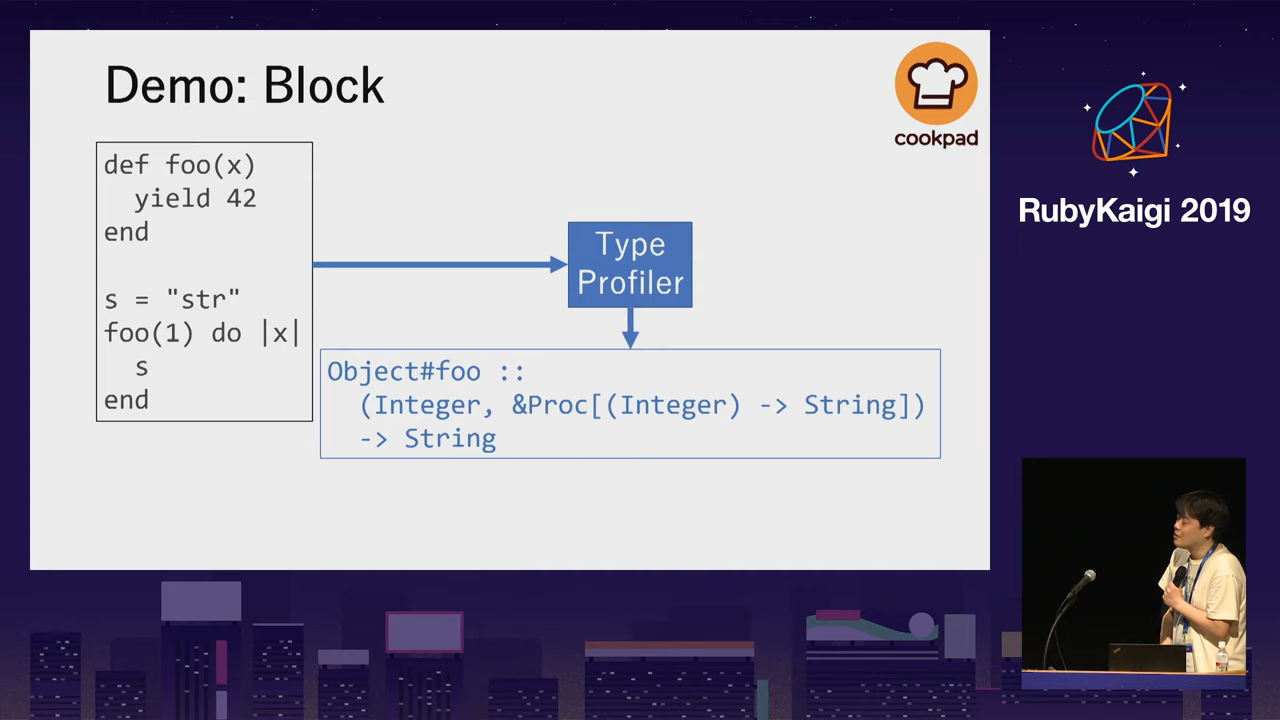 Demo: Block
cookpad
def foo(x)
  yield 42
end
s = "str"
foo(1) do |x|
  s
end
Type
Profiler
Object#foo ::
  (Integer, &Proc[(Integer) -> String])
  -> String
RubyKaigi 2019